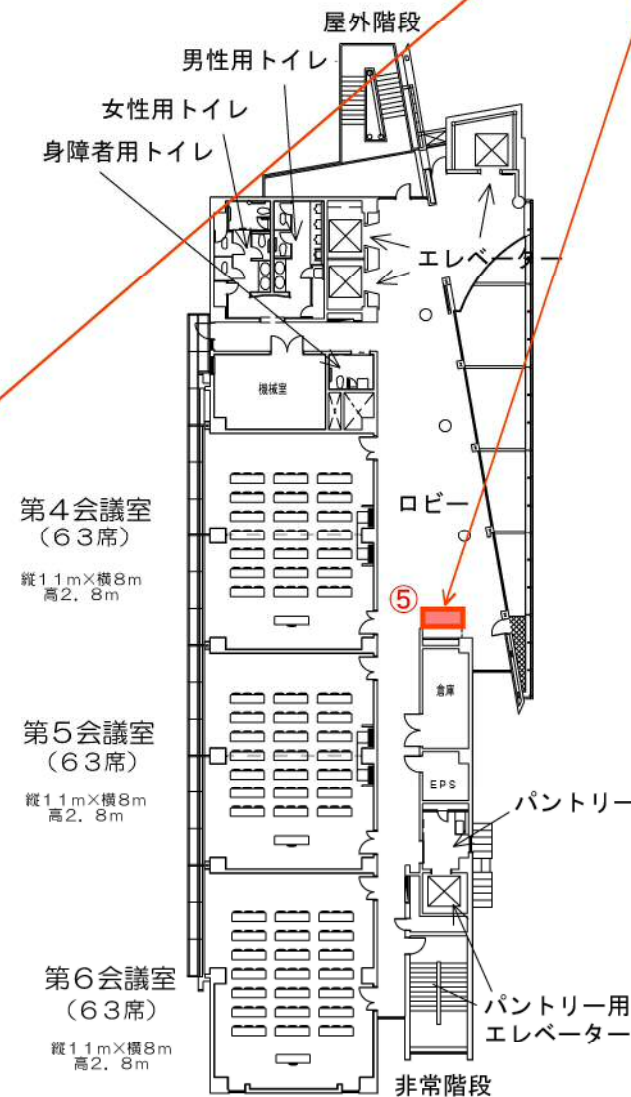 屋外階段
男性用トイレ
女性用トイレ
身障者用トイレ
エレベーター
機械室
ロビー
第4会議室
(63席)
縦11m×横8m
高2.8m
⑤
倉庫
第5会議室
(63席)
縦11m×横8m
高2.8m
EPS
パントリー
第6会議室
(63席)
縦11m×横8m
高2.8m
パントリー用
エレベーター
非常階段